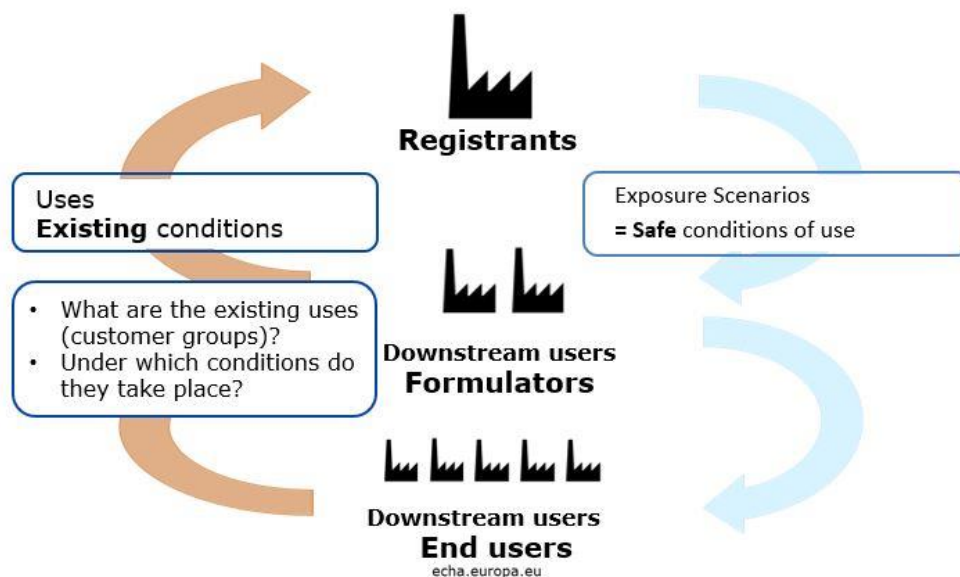 Registrants
Uses
Existing conditions
Exposure Scenarios
= Safe conditions of use
• What are the existing uses
(customer groups)?
• Under which conditions do
they take place?
Downstream users
Formulators
Downstream users
End users
echa.europa.eu